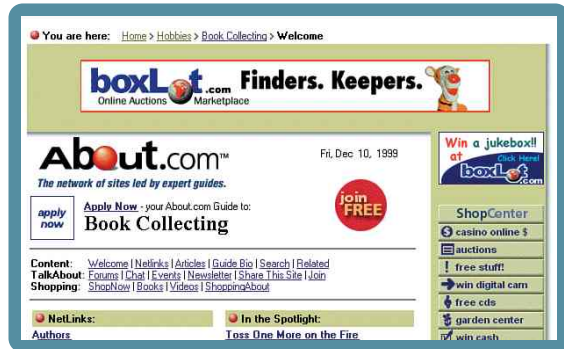 You are here: Home > Hobbies > Book Collecting > Welcome
boxLot.com Finders. Keepers.
Online Auctions Marketplace
About.com™
Fri, Dec 10, 1999
The network of sites led by expert guides.
join FREE
apply now
Apply Now - your About.com Guide to:
Book Collecting
Content: Welcome | Netlinks | Articles | Guide Bio | Search | Related
TalkAbout: Forums | Chat | Events | Newsletter | Share This Site | Join
Shopping: ShopNow | Books | Videos | ShoppingAbout
NetLinks:
Authors
In the Spotlight:
Toss One More on the Fire
Win a jukebox!!
at Click Here!
boxLot.com
ShopCenter
casino online $
auctions
free stuff!
win digital cam
free cds
garden center
win cash